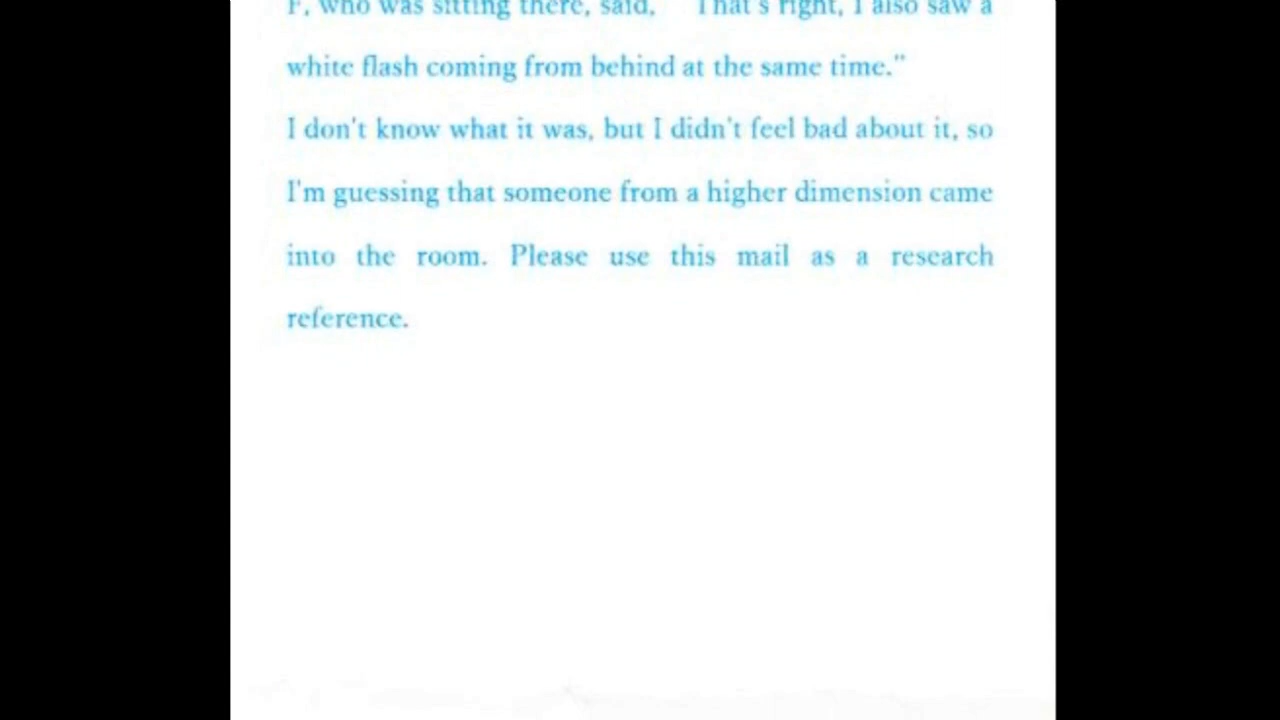 F, who was sitting there, said, "That's right, I also saw a
white flash coming from behind at the same time."
I don't know what it was, but I didn't feel bad about it, so
I'm guessing that someone from a higher dimension came
into the room. Please use this mail as a research
reference.